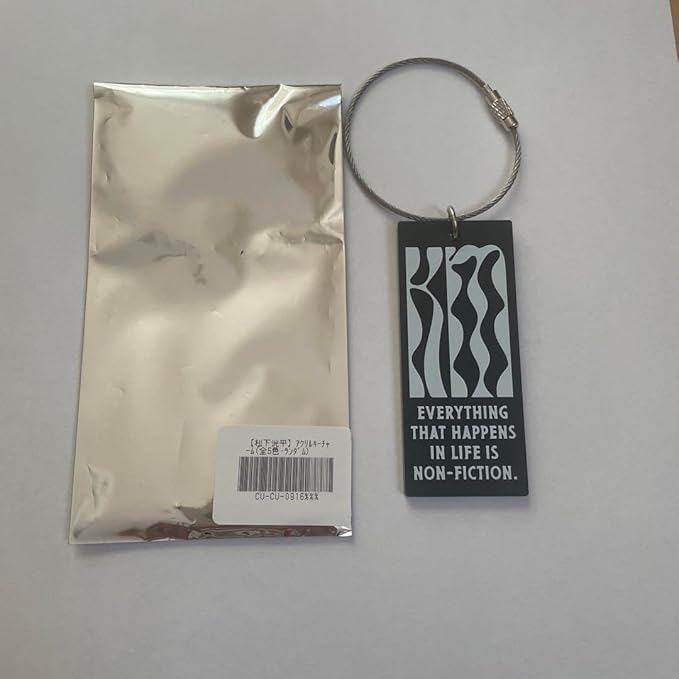 【松下洸平】ｱｸﾘﾙｷｰﾁｬ
ｰﾑ(全5色･ﾗﾝﾀﾞﾑ)
CU-CU-0916%%%
KM
EVERYTHING
THAT HAPPENS
IN LIFE IS
NON-FICTION.